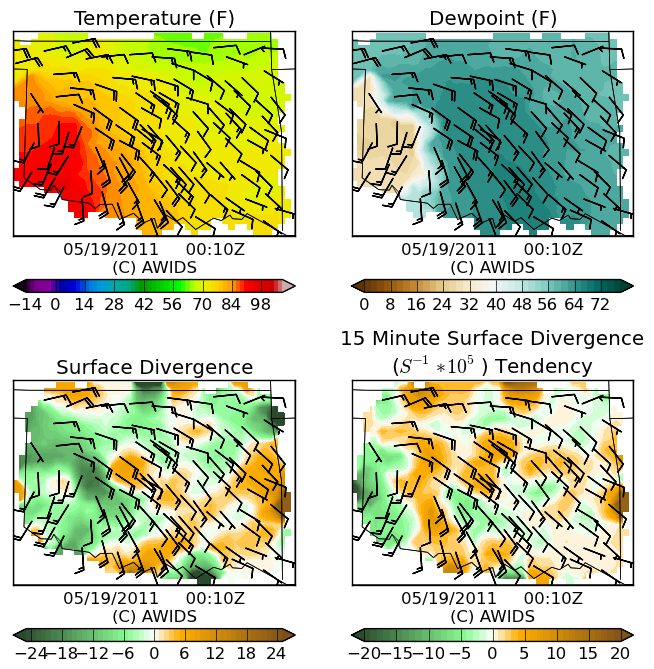 Temperature (F)
Dewpoint (F)
05/19/2011 00:10Z
(C) AWIDS
−14 0 14 28 42 56 70 84 98
05/19/2011 00:10Z
(C) AWIDS
0 8 16 24 32 40 48 56 64 72
Surface Divergence
15 Minute Surface Divergence
(S⁻¹ *10⁵ ) Tendency
05/19/2011 00:10Z
(C) AWIDS
−24 −18 −12 −6 0 6 12 18 24
05/19/2011 00:10Z
(C) AWIDS
−20 −15 −10 −5 0 5 10 15 20